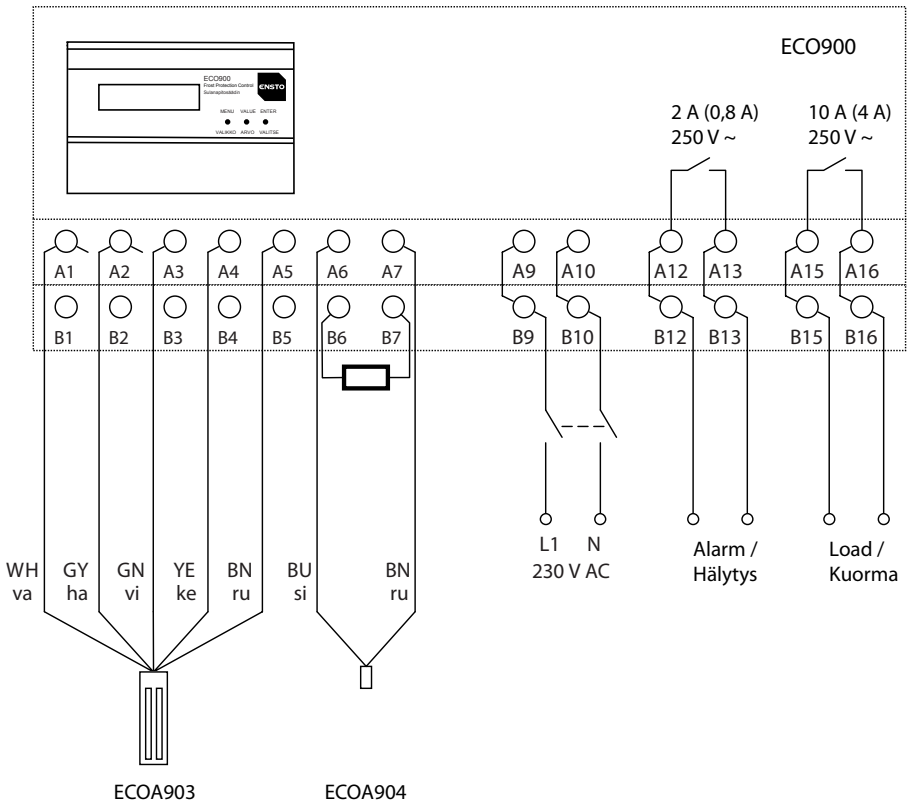 ECO900
ECO900
Frost Protection Control
Sulanapitosäädin
ENSTO
MENU VALUE ENTER
VALIKKO ARVO VALITSE
2 A (0,8 A)
250 V ~
10 A (4 A)
250 V ~
A1 A2 A3 A4 A5 A6 A7 A9 A10 A12 A13 A15 A16
B1 B2 B3 B4 B5 B6 B7 B9 B10 B12 B13 B15 B16
L1 N
230 V AC
Alarm /
Hälytys
Load /
Kuorma
WH
va
GY
ha
GN
vi
YE
ke
BN
ru
BU
si
BN
ru
ECOA903
ECOA904